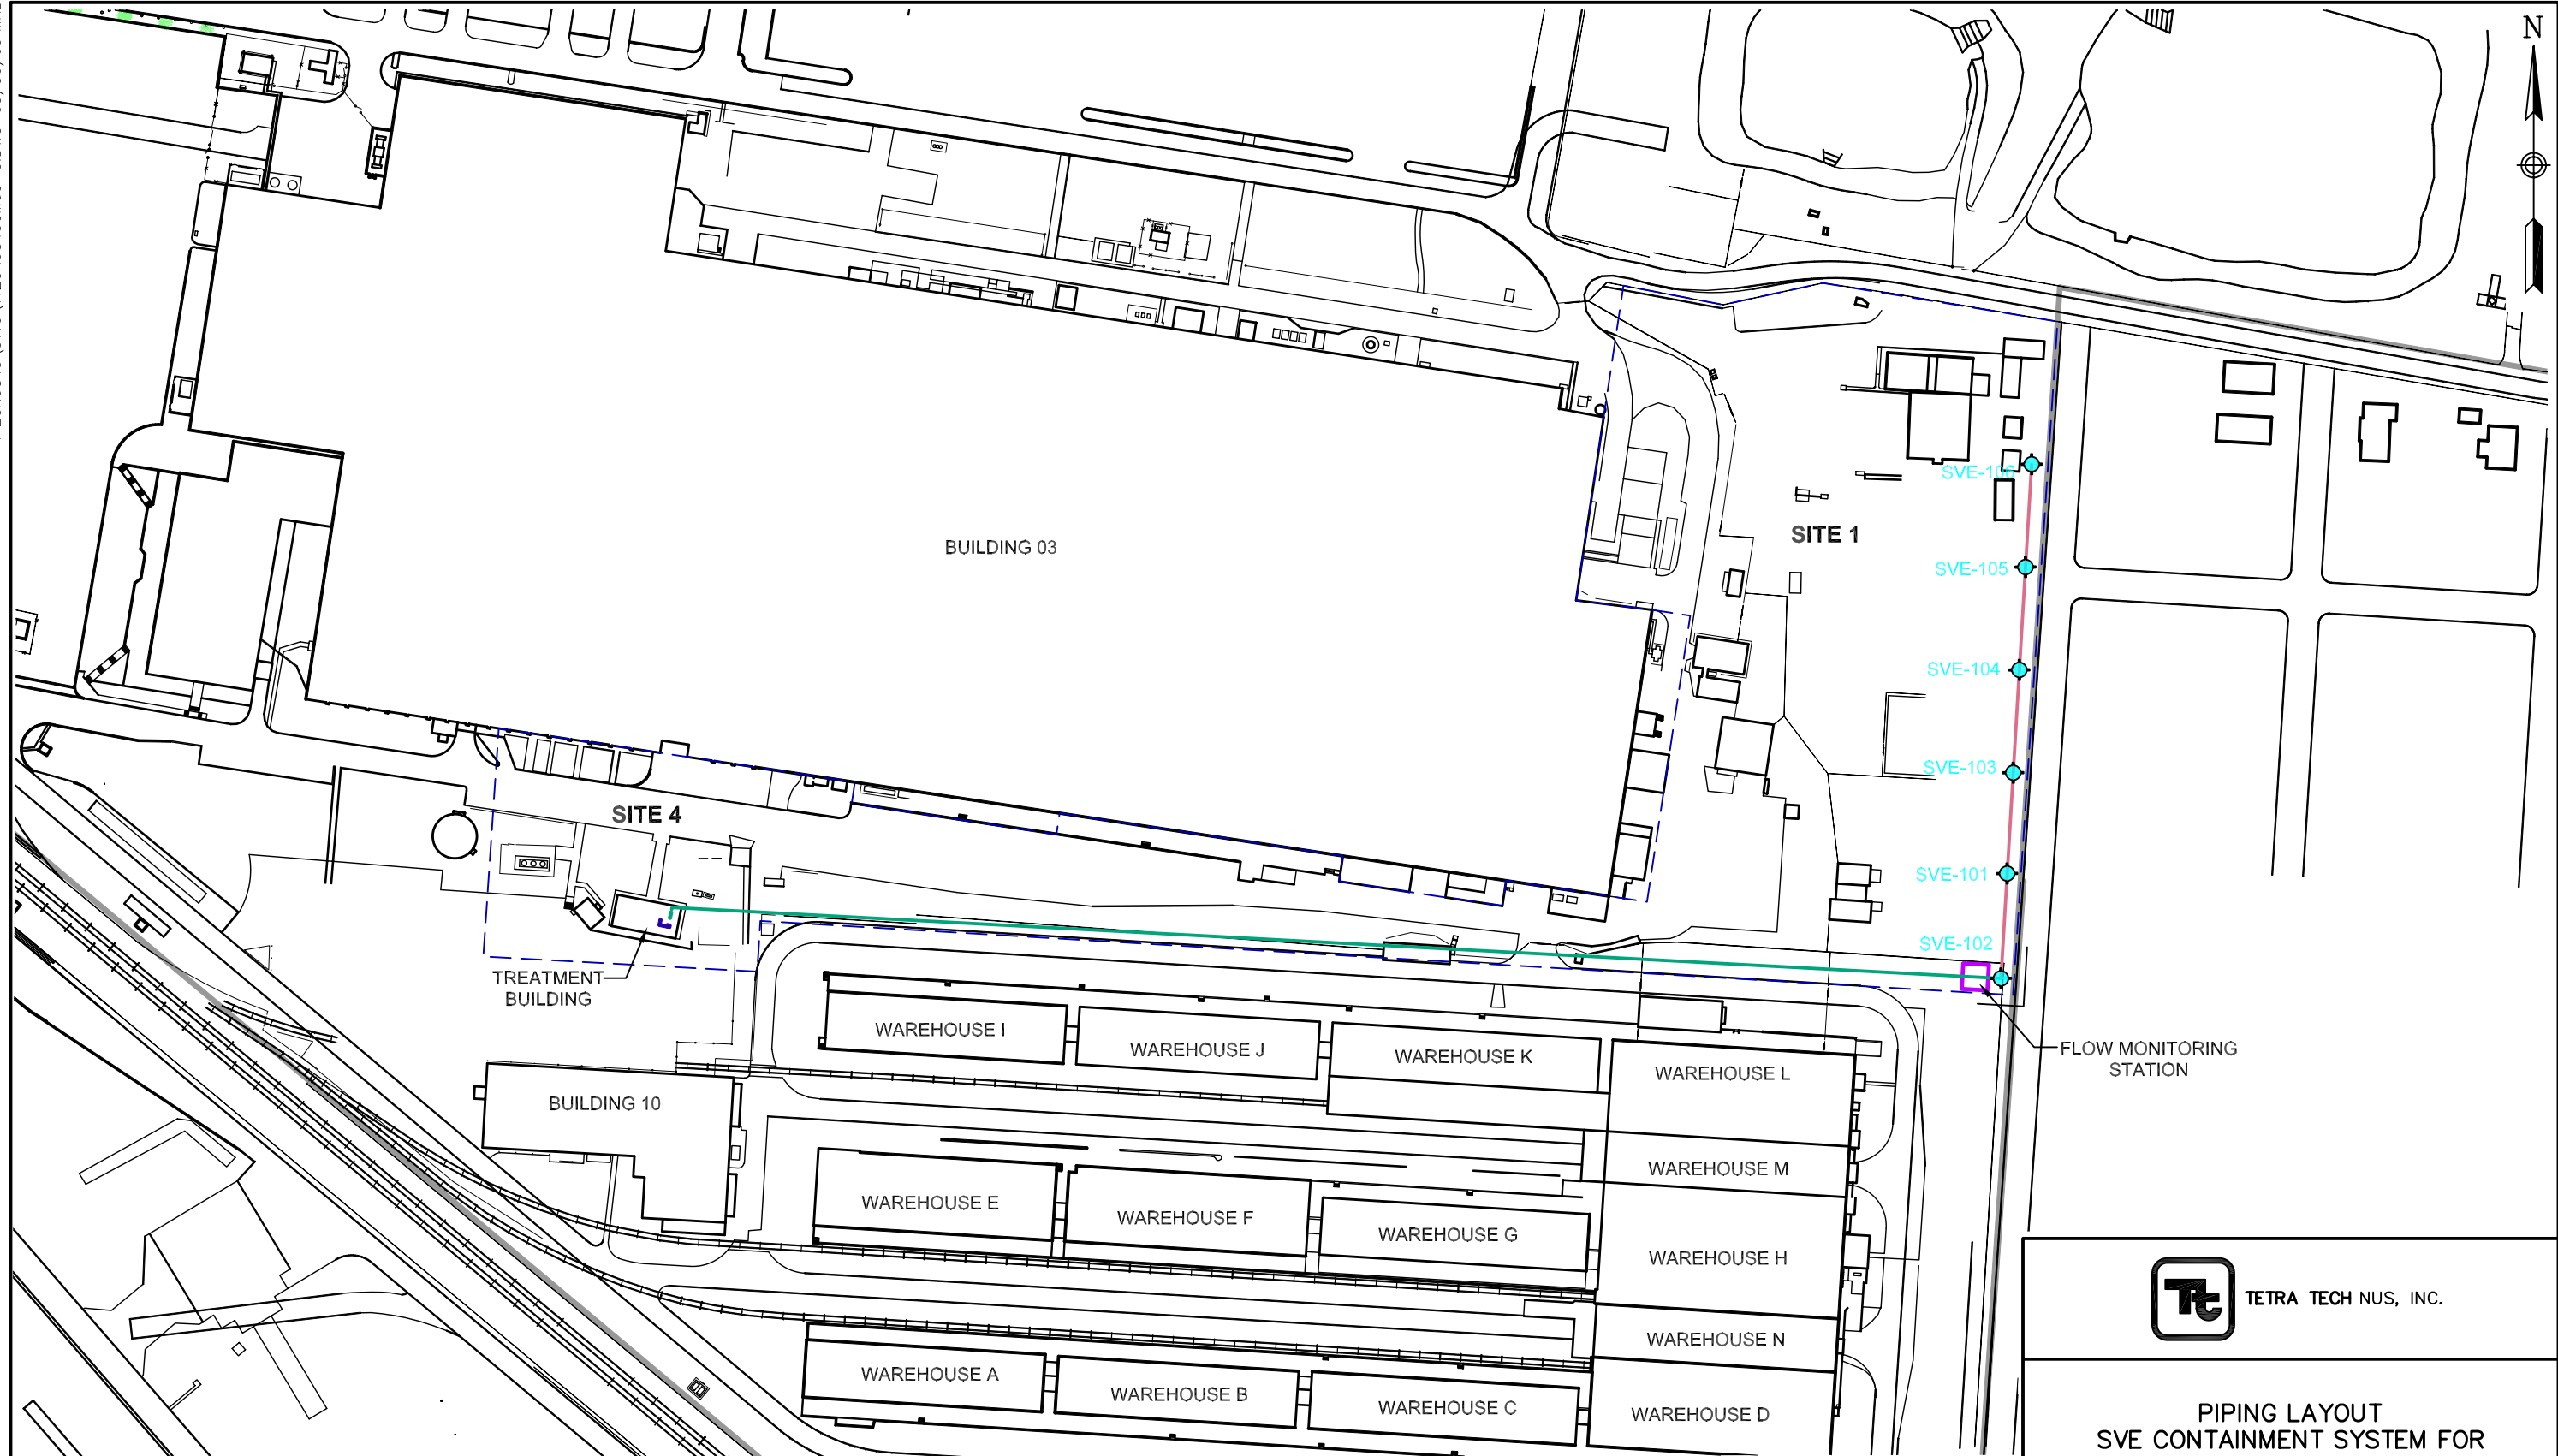 N
SVE-106
SITE 1
BUILDING 03
SVE-105
SVE-104
SVE-103
SITE 4
SVE-101
SVE-102
TREATMENT
BUILDING
WAREHOUSE I
WAREHOUSE J
WAREHOUSE K
WAREHOUSE L
FLOW MONITORING
STATION
BUILDING 10
WAREHOUSE M
WAREHOUSE E
WAREHOUSE F
WAREHOUSE G
WAREHOUSE H
WAREHOUSE N
WAREHOUSE A
WAREHOUSE B
WAREHOUSE C
WAREHOUSE D
TETRA TECH NUS, INC.
PIPING LAYOUT
SVE CONTAINMENT SYSTEM FOR